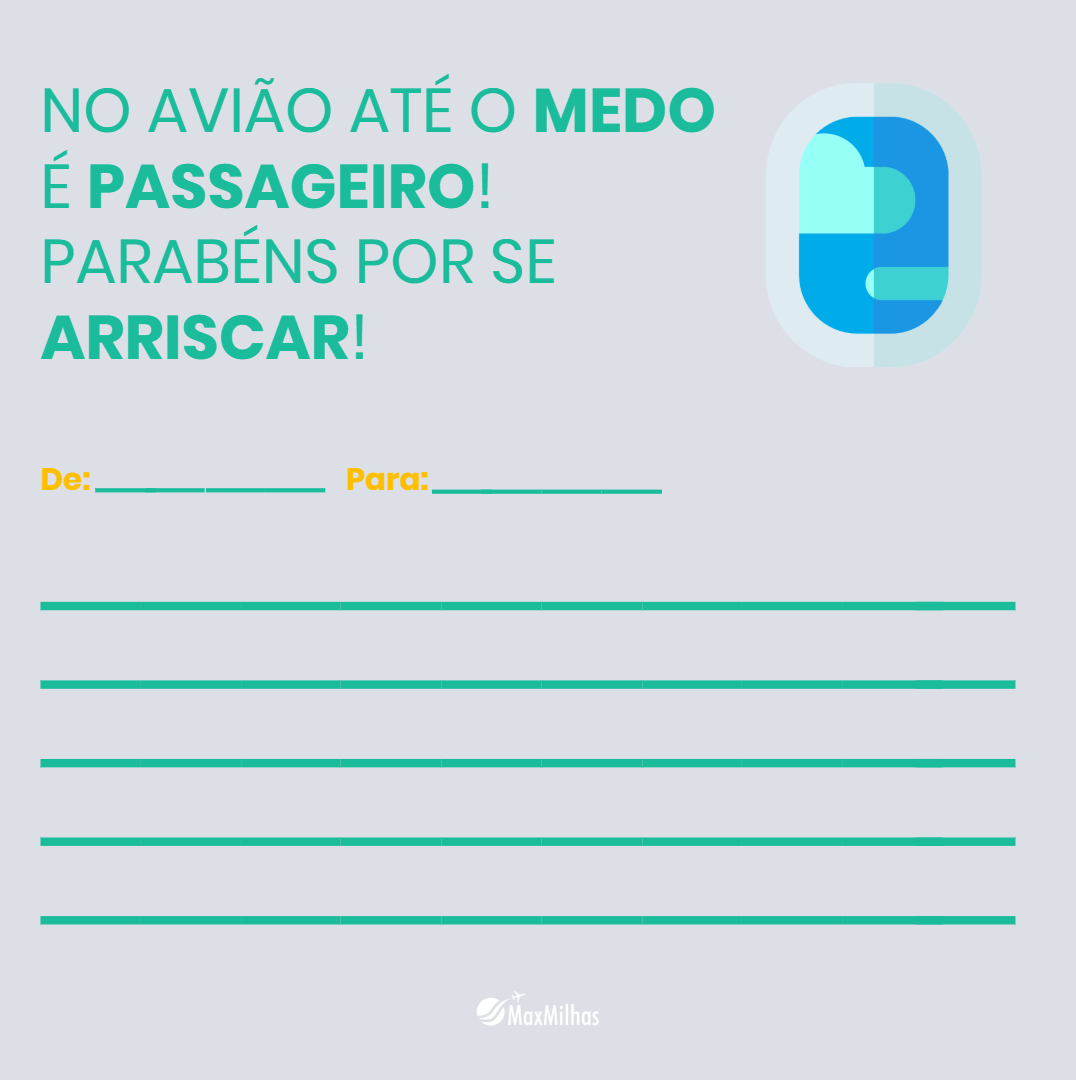 NO AVIÃO ATÉ O MEDO
É PASSAGEIRO!
PARABÉNS POR SE
ARRISCAR!
De: Para:
MaxMilhas